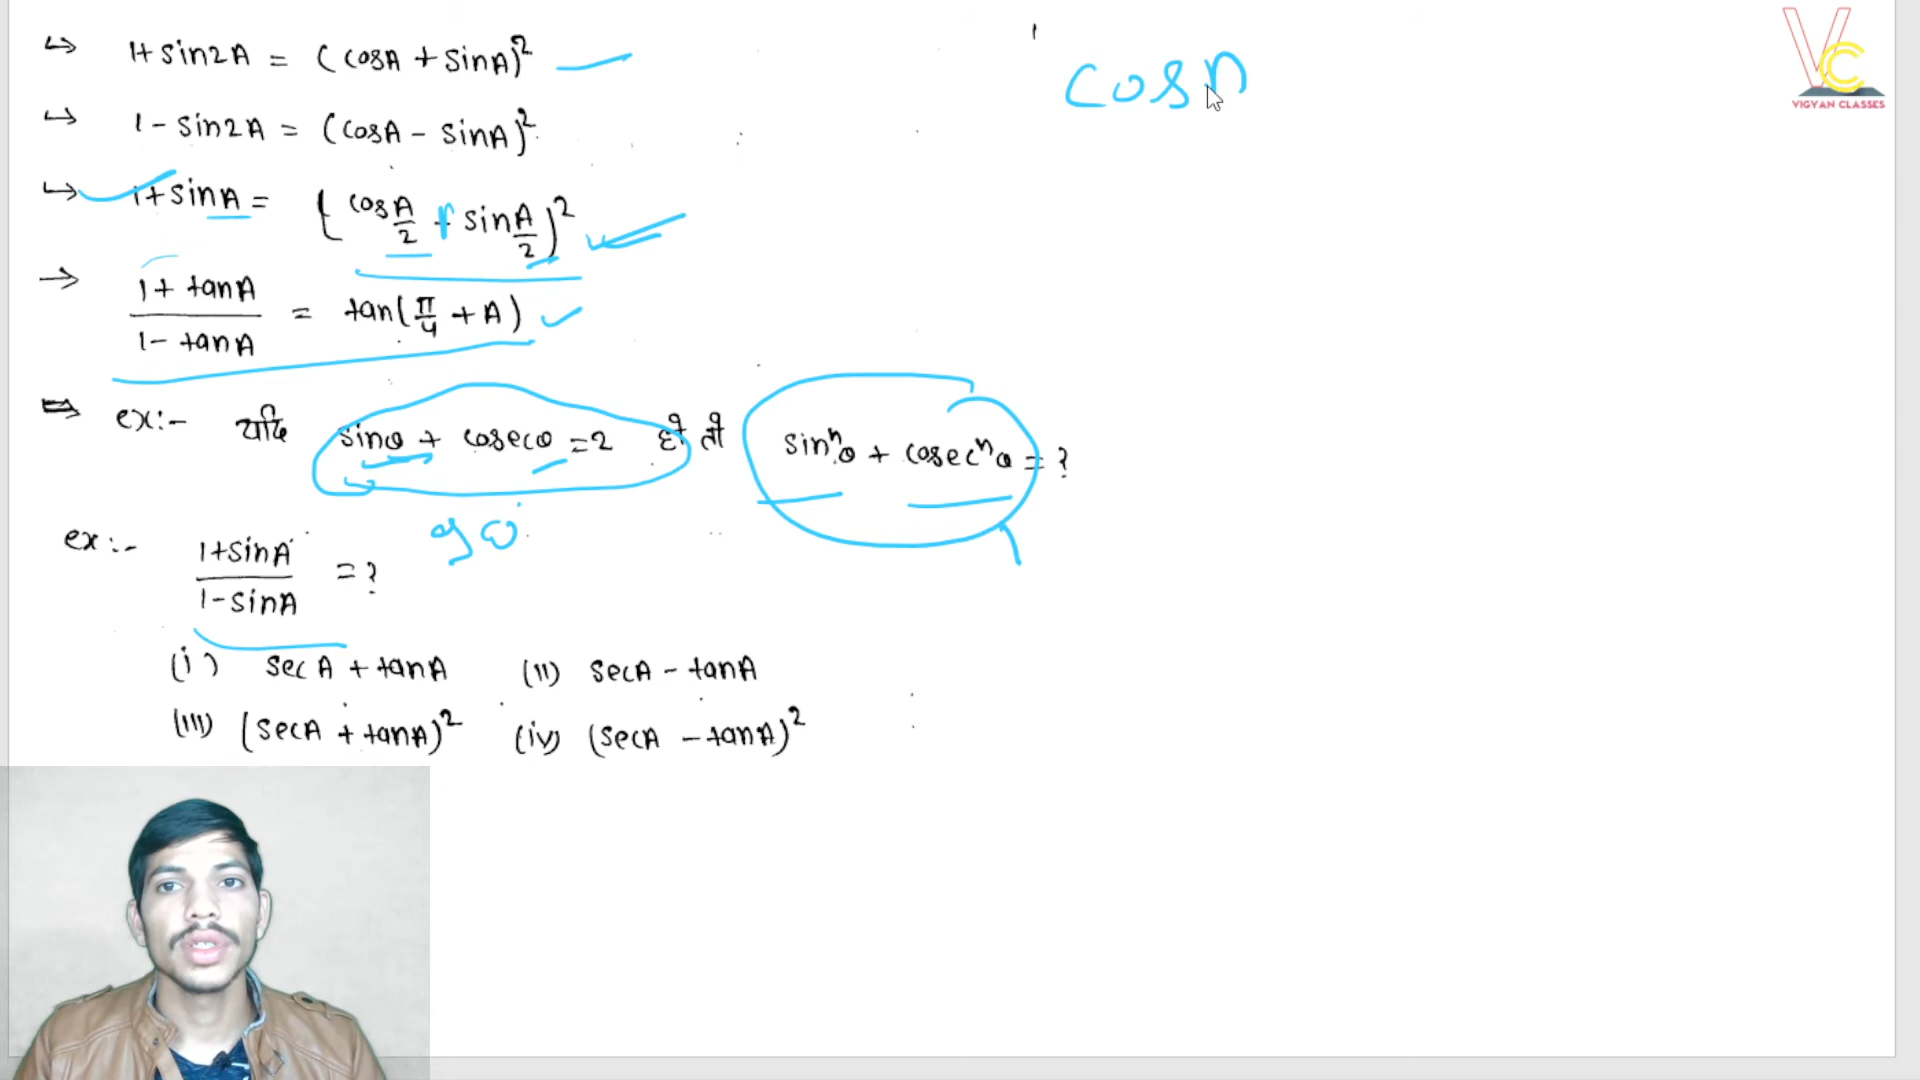 ↳ 1+ sin2A = (cosA + sinA)²
↳ 1 - sin2A = (cosA - sinA)²
↳ 1+sinA = {cos A/2 + sin A/2)²
→ 1+ tanA / 1- tanA = tan(π/4 + A)
⇒ ex:- यदि sinθ + cosecθ = 2 हो तो sinⁿθ + cosecⁿθ = ?
90
ex:- 1+sinA / 1-sinA = ?
(i) secA + tanA (ii) secA - tanA
(iii) (secA + tanA)² (iv) (secA - tanA)²
cosn
VC
VIGYAN CLASSES